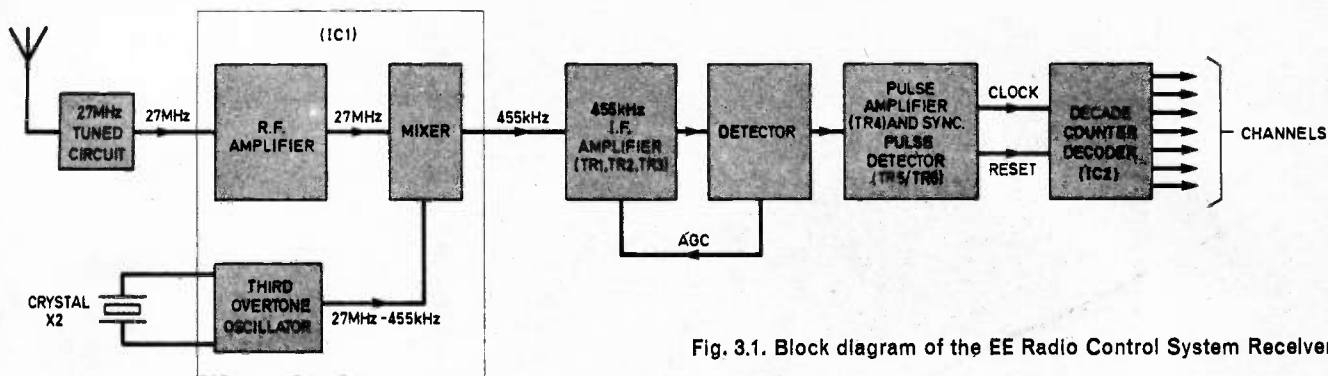 (IC1)
27MHz
TUNED
CIRCUIT
27MHz
R.F.
AMPLIFIER
27MHz
MIXER
455kHz
455kHz
I.F.
AMPLIFIER
(TR1,TR2,TR3)
DETECTOR
AGC
PULSE
AMPLIFIER
(TR4)AND SYNC.
PULSE
DETECTOR
(TR5/TR6)
CLOCK
RESET
DECADE
COUNTER
DECODER
(IC2)
CHANNELS
CRYSTAL
X2
THIRD
OVERTONE
OSCILLATOR
27MHz-455kHz
Fig. 3.1. Block diagram of the EE Radio Control System Receiver